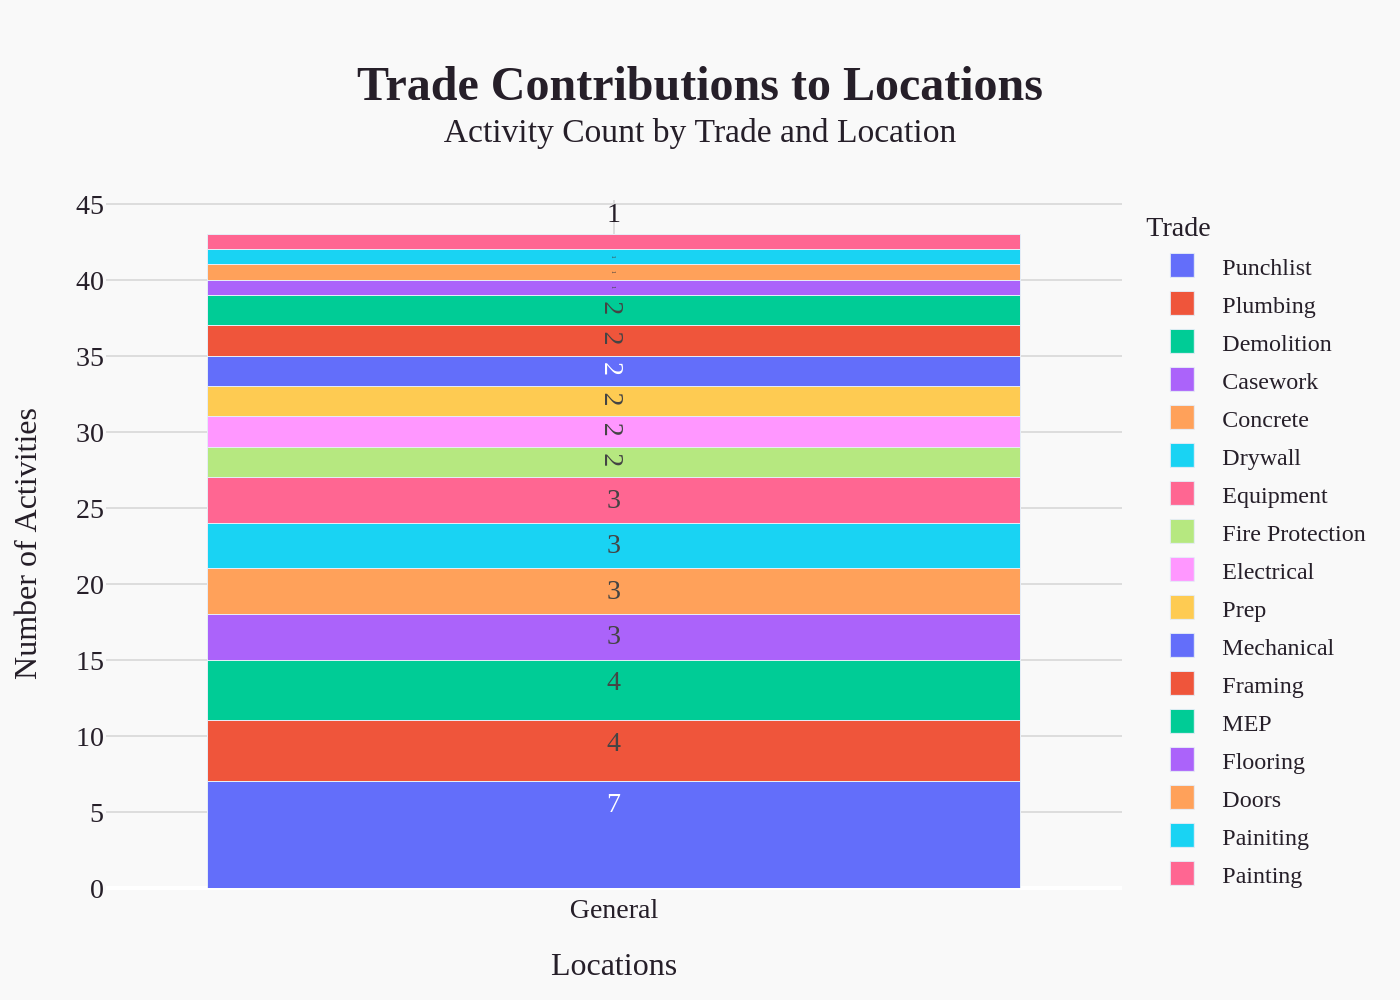 Trade Contributions to Locations
Activity Count by Trade and Location
Number of Activities
45
40
35
30
25
20
15
10
5
0
1
2
2
2
2
2
2
3
3
3
3
4
4
7
General
Locations
Trade
Punchlist
Plumbing
Demolition
Casework
Concrete
Drywall
Equipment
Fire Protection
Electrical
Prep
Mechanical
Framing
MEP
Flooring
Doors
Painiting
Painting